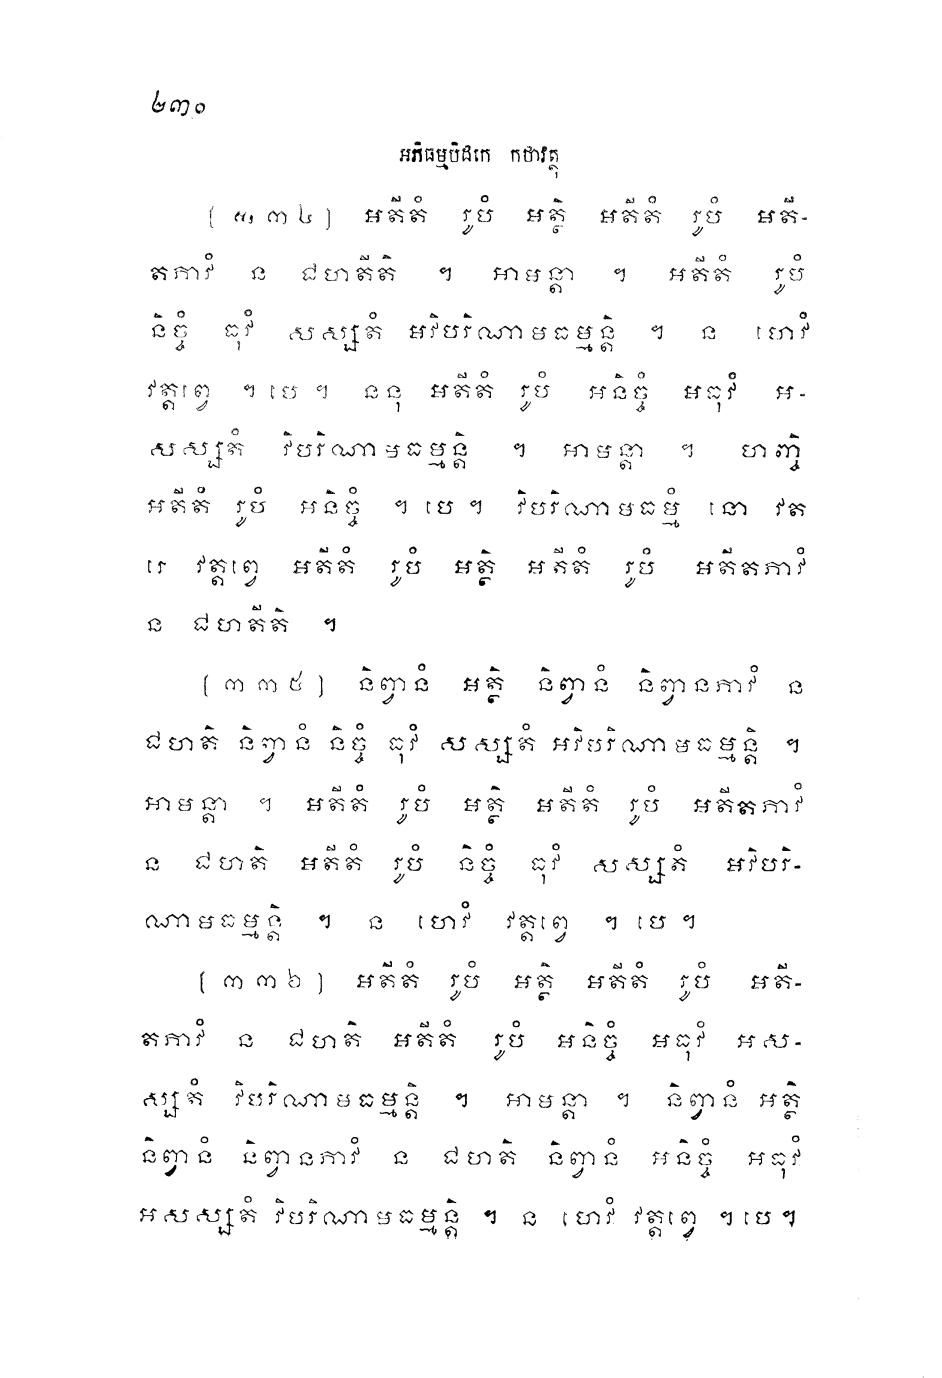 ២៣០
អភិធម្មបិដកេ កថាវត្ថុ
[៣៣៤] អតីតំ រូបំ អត្ថិ អតីតំ រូបំ អតី-
តភាវំ ន ជហតីតិ ។ អាមន្តា ។ អតីតំ រូបំ
និច្ចំ ធុវំ សស្សតំ អវិបរិណាមធម្មន្តិ ។ ន ហេវំ
វត្តព្វេ ។ បេ ។ ននុ អតីតំ រូបំ អនិច្ចំ អធុវំ អ-
សស្សតំ វិបរិណាមធម្មន្តិ ។ អាមន្តា ។ ហញ្ចិ
អតីតំ រូបំ អនិច្ចំ ។ បេ ។ វិបរិណាមធម្មំ នោ វត
រេ វត្តព្វេ អតីតំ រូបំ អត្ថិ អតីតំ រូបំ អតីតភាវំ
ន ជហតីតិ ។
[៣៣៥] និព្វានំ អត្ថិ និព្វានំ និព្វានភាវំ ន
ជហតិ និព្វានំ និច្ចំ ធុវំ សស្សតំ អវិបរិណាមធម្មន្តិ ។
អាមន្តា ។ អតីតំ រូបំ អត្ថិ អតីតំ រូបំ អតីតភាវំ
ន ជហតិ អតីតំ រូបំ និច្ចំ ធុវំ សស្សតំ អវិបរិ-
ណាមធម្មន្តិ ។ ន ហេវំ វត្តព្វេ ។ បេ ។
[៣៣៦] អតីតំ រូបំ អត្ថិ អតីតំ រូបំ អតី-
តភាវំ ន ជហតិ អតីតំ រូបំ អនិច្ចំ អធុវំ អស-
ស្សតំ វិបរិណាមធម្មន្តិ ។ អាមន្តា ។ និព្វានំ អត្ថិ
និព្វានំ និព្វានភាវំ ន ជហតិ និព្វានំ អនិច្ចំ អធុវំ
អសស្សតំ វិបរិណាមធម្មន្តិ ។ ន ហេវំ វត្តព្វេ ។ បេ ។